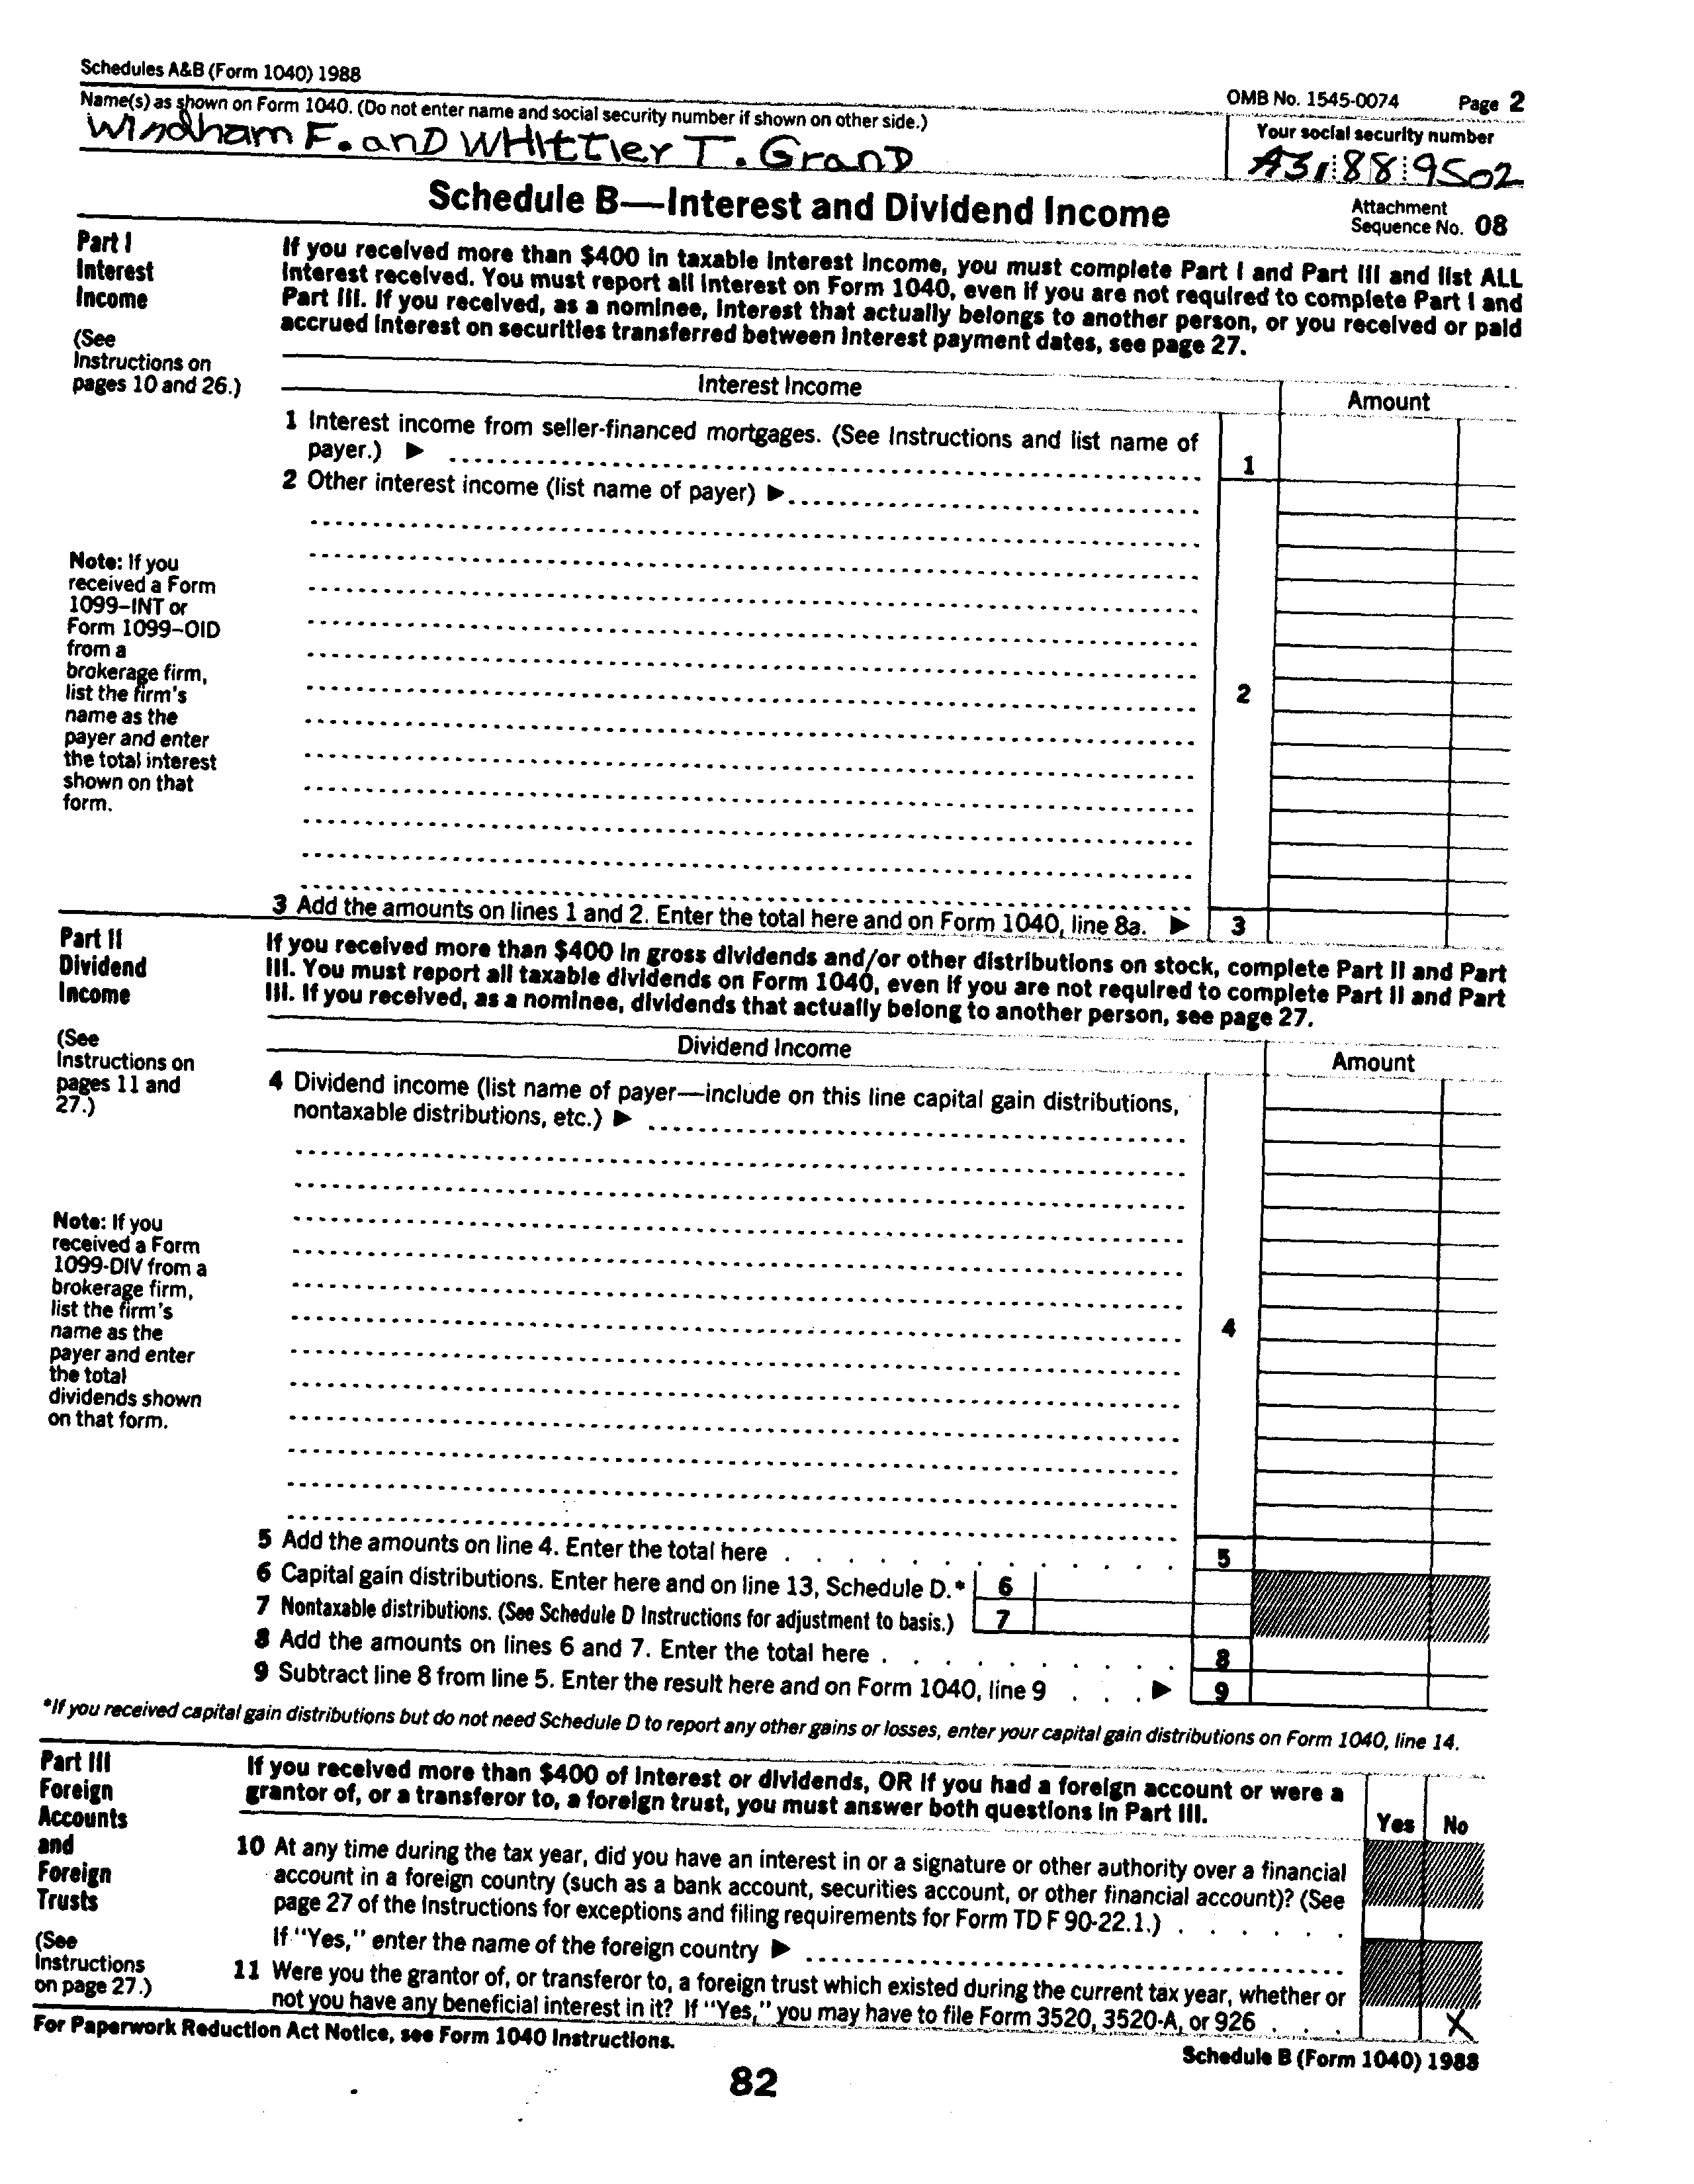 Schedules A&B (Form 1040) 1988
OMB No. 1545-0074 Page 2
Name(s) as shown on Form 1040. (Do not enter name and social security number if shown on other side.)
Your social security number
Windham F. and WHIttIer T. Grand
A31 88 9502
Schedule B—Interest and Dividend Income
Attachment
Sequence No. 08
Part I
Interest
Income
(See
Instructions on
pages 10 and 26.)
If you received more than $400 in taxable interest income, you must complete Part I and Part III and list ALL
interest received. You must report all interest on Form 1040, even if you are not required to complete Part I and
Part III. If you received, as a nominee, interest that actually belongs to another person, or you received or paid
accrued interest on securities transferred between interest payment dates, see page 27.
Interest Income
Amount
1 Interest income from seller-financed mortgages. (See Instructions and list name of
payer.) ▶
1
2 Other interest income (list name of payer) ▶
Note: If you
received a Form
1099–INT or
Form 1099–OID
from a
brokerage firm,
list the firm's
name as the
payer and enter
the total interest
shown on that
form.
2
3 Add the amounts on lines 1 and 2. Enter the total here and on Form 1040, line 8a. ▶ 3
Part II
Dividend
Income
(See
Instructions on
pages 11 and
27.)
If you received more than $400 in gross dividends and/or other distributions on stock, complete Part II and Part
III. You must report all taxable dividends on Form 1040, even if you are not required to complete Part II and Part
III. If you received, as a nominee, dividends that actually belong to another person, see page 27.
Dividend Income
Amount
4 Dividend income (list name of payer—include on this line capital gain distributions,
nontaxable distributions, etc.) ▶
Note: If you
received a Form
1099-DIV from a
brokerage firm,
list the firm's
name as the
payer and enter
the total
dividends shown
on that form.
4
5 Add the amounts on line 4. Enter the total here . . . . . . . . . . . . . 5
6 Capital gain distributions. Enter here and on line 13, Schedule D.* 6
7 Nontaxable distributions. (See Schedule D Instructions for adjustment to basis.) 7
8 Add the amounts on lines 6 and 7. Enter the total here . . . . . . . . . . 8
9 Subtract line 8 from line 5. Enter the result here and on Form 1040, line 9 . . . ▶ 9
*If you received capital gain distributions but do not need Schedule D to report any other gains or losses, enter your capital gain distributions on Form 1040, line 14.
Part III
Foreign
Accounts
and
Foreign
Trusts
(See
Instructions
on page 27.)
If you received more than $400 of interest or dividends, OR if you had a foreign account or were a
grantor of, or a transferor to, a foreign trust, you must answer both questions in Part III.
Yes No
10 At any time during the tax year, did you have an interest in or a signature or other authority over a financial
account in a foreign country (such as a bank account, securities account, or other financial account)? (See
page 27 of the Instructions for exceptions and filing requirements for Form TD F 90-22.1.) . . . . . .
If "Yes," enter the name of the foreign country ▶
11 Were you the grantor of, or transferor to, a foreign trust which existed during the current tax year, whether or
not you have any beneficial interest in it? If "Yes," you may have to file Form 3520, 3520-A, or 926 . . . X
For Paperwork Reduction Act Notice, see Form 1040 Instructions.
Schedule B (Form 1040) 1988
82